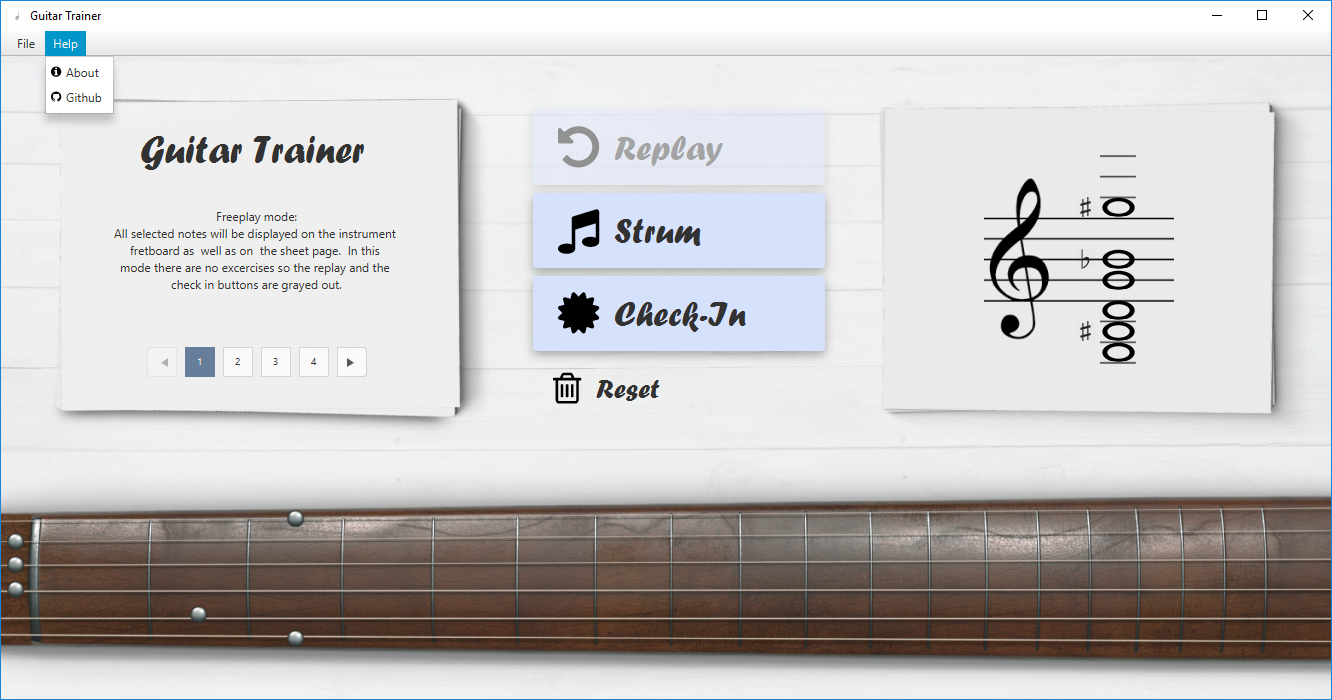 Guitar Trainer
File Help
About
Github
Guitar Trainer
Freeplay mode:
All selected notes will be displayed on the instrument
fretboard as  well as on  the sheet page.  In this
mode there are no excercises so the replay and the
check in buttons are grayed out.
1 2 3 4
Replay
Strum
Check-In
Reset